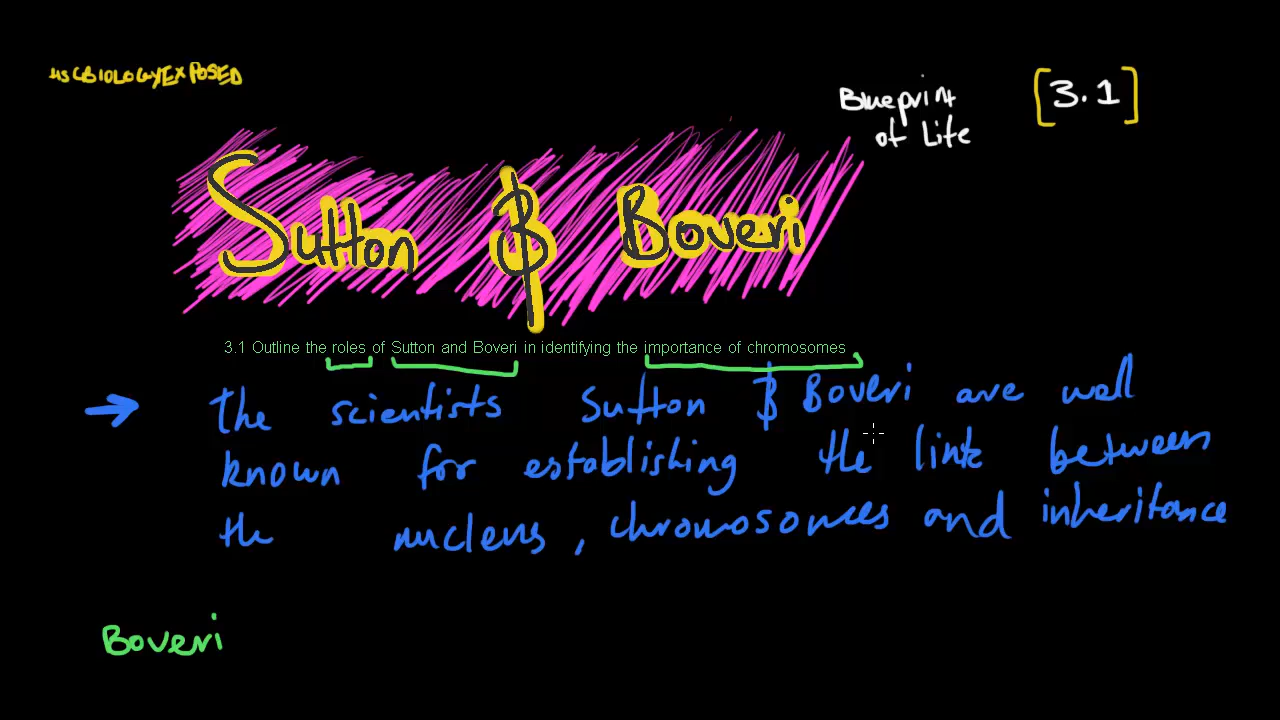 HSCBIOLOGYEXPOSED
Blueprint
of Life
[3.1]
Sutton & Boveri
3.1 Outline the roles of Sutton and Boveri in identifying the importance of chromosomes
→ the scientists Sutton & Boveri are well
known for establishing the link between
the nucleus, chromosomes and inheritance
Boveri